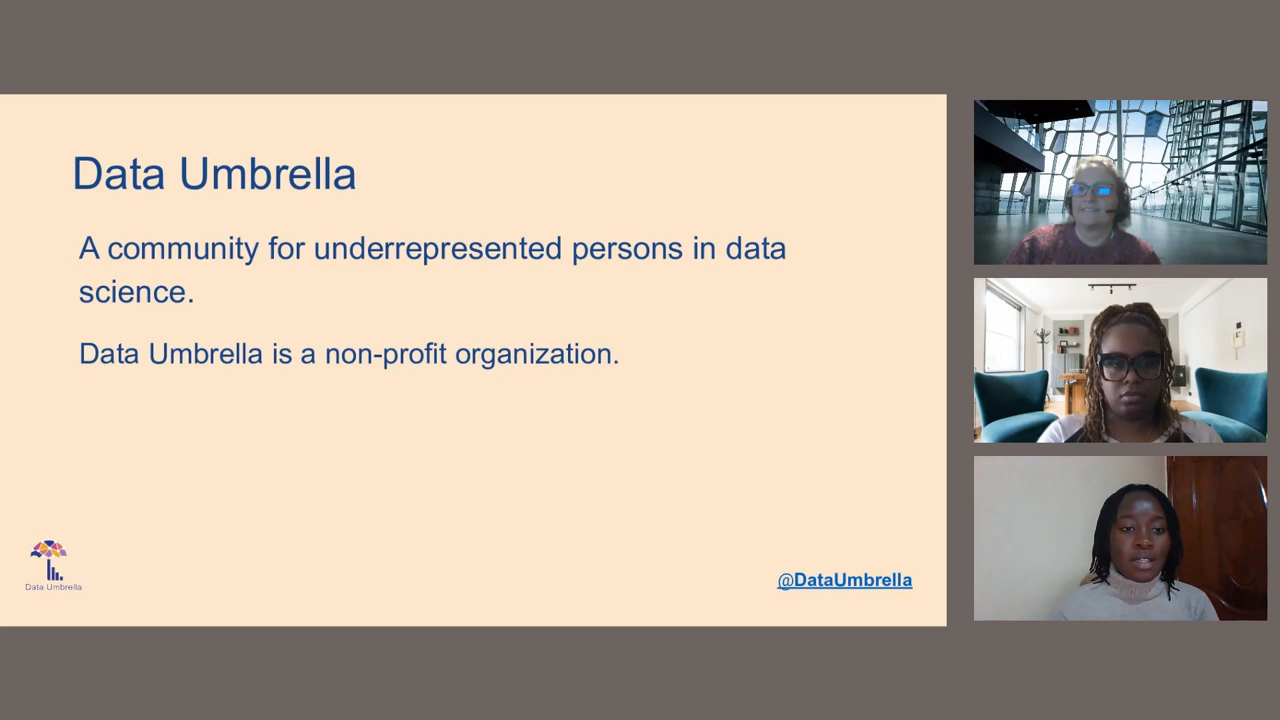 Data Umbrella
A community for underrepresented persons in data
science.
Data Umbrella is a non-profit organization.
Data Umbrella
@DataUmbrella